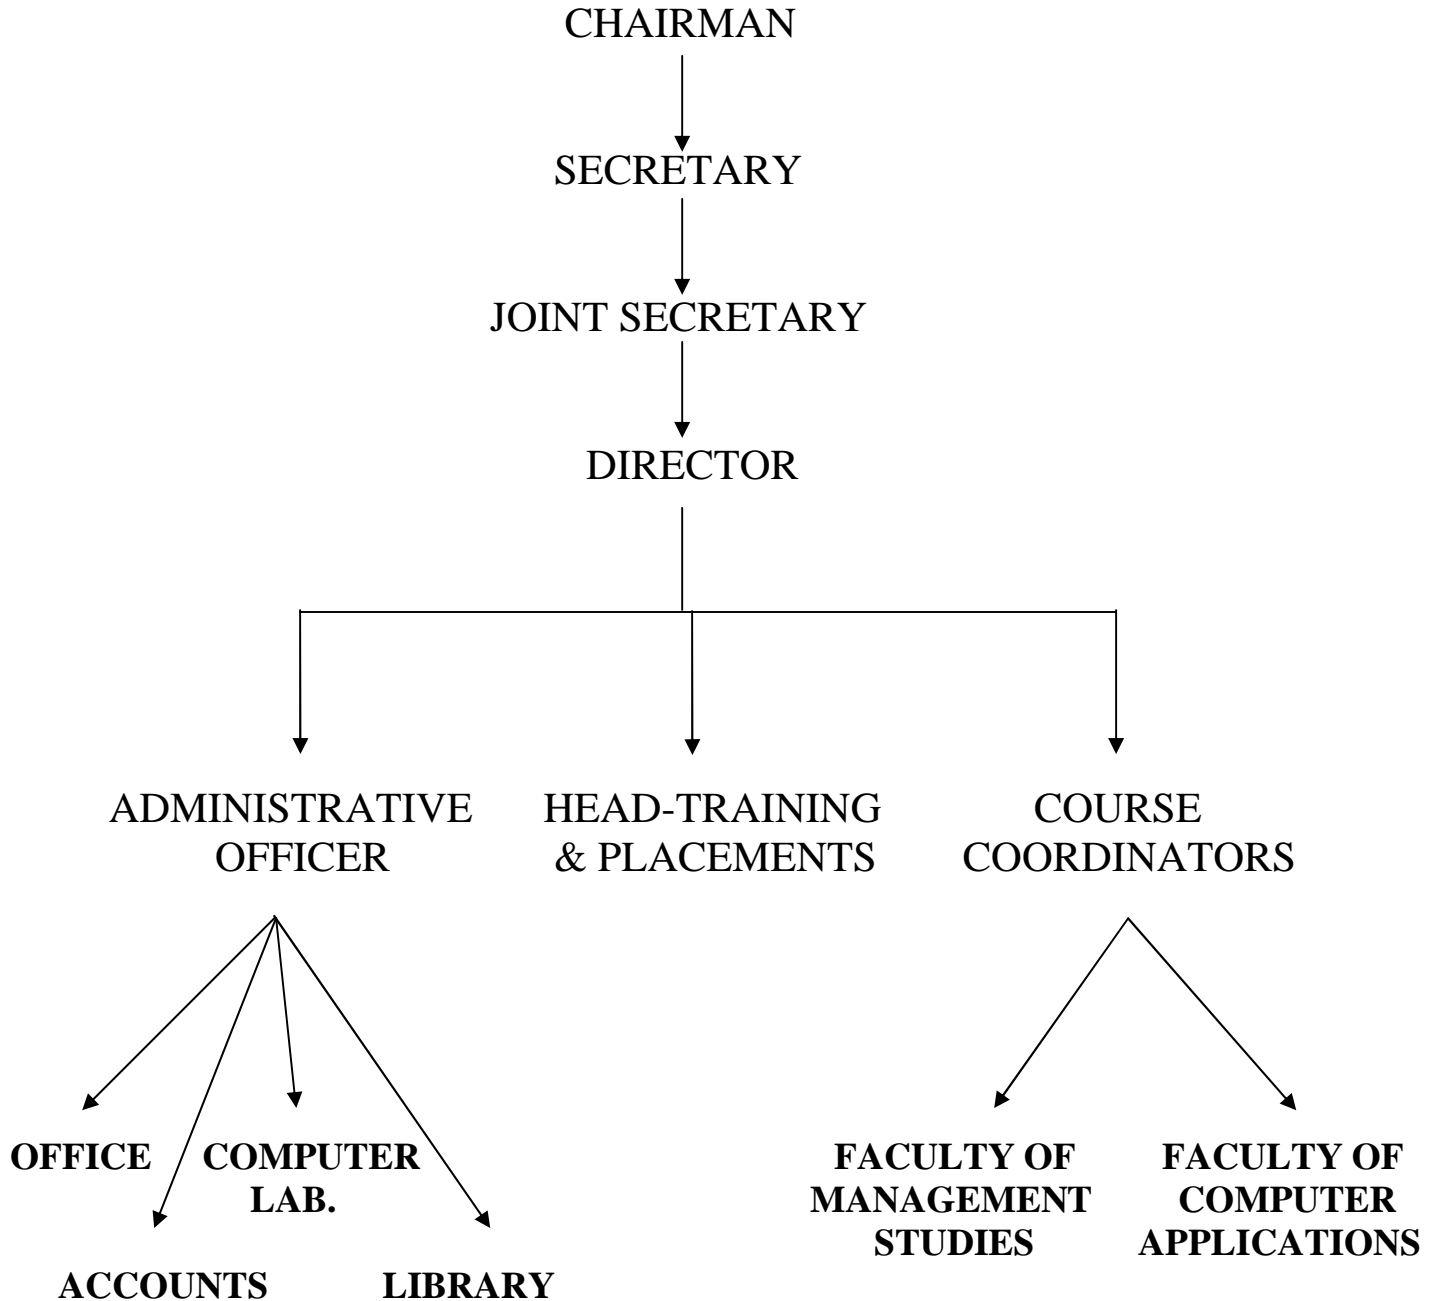 CHAIRMAN
SECRETARY
JOINT SECRETARY
DIRECTOR
ADMINISTRATIVE
OFFICER
HEAD-TRAINING
& PLACEMENTS
COURSE
COORDINATORS
OFFICE
COMPUTER
LAB.
ACCOUNTS
LIBRARY
FACULTY OF
MANAGEMENT
STUDIES
FACULTY OF
COMPUTER
APPLICATIONS